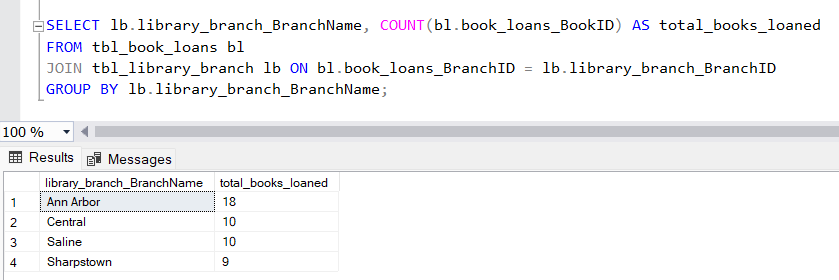 SELECT lb.library_branch_BranchName, COUNT(bl.book_loans_BookID) AS total_books_loaned
FROM tbl_book_loans bl
JOIN tbl_library_branch lb ON bl.book_loans_BranchID = lb.library_branch_BranchID
GROUP BY lb.library_branch_BranchName;
100 %
Results Messages
library_branch_BranchName total_books_loaned
1 Ann Arbor 18
2 Central 10
3 Saline 10
4 Sharpstown 9